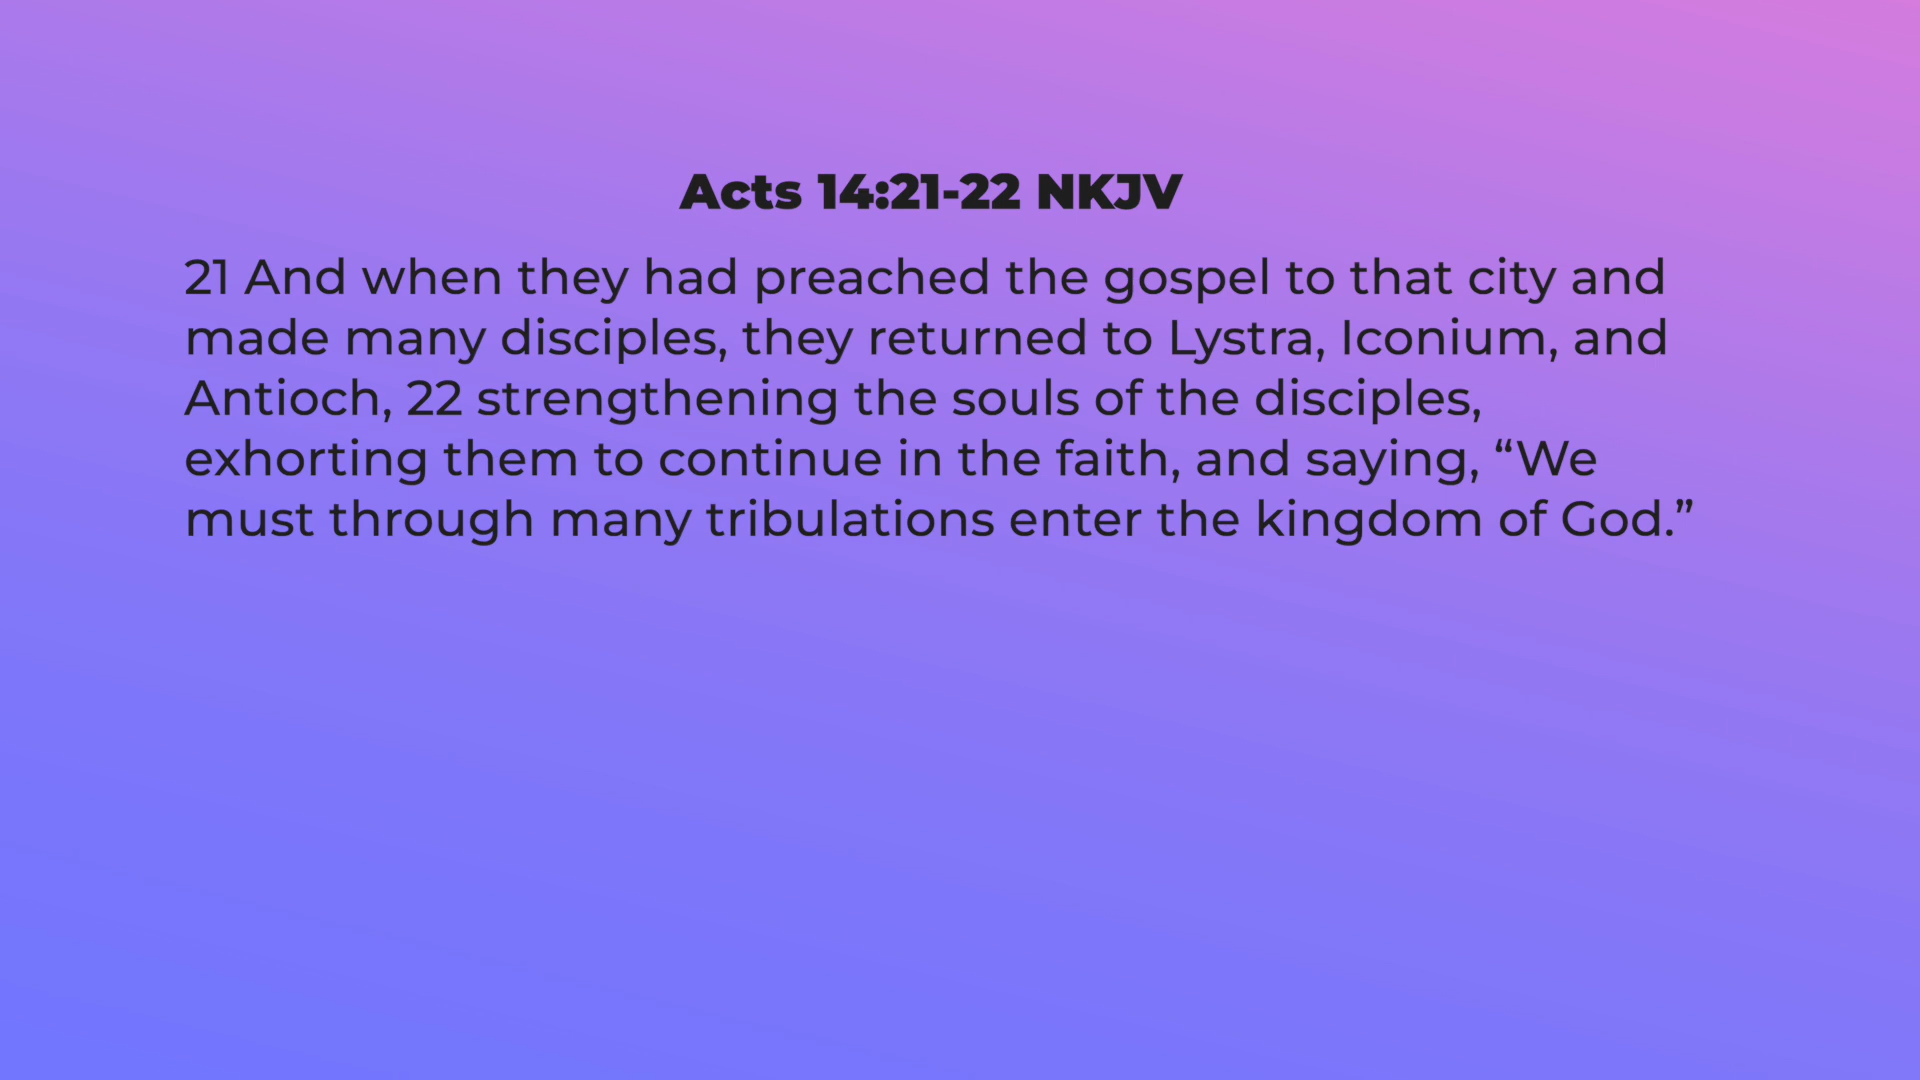 Acts 14:21-22 NKJV
21 And when they had preached the gospel to that city and
made many disciples, they returned to Lystra, Iconium, and
Antioch, 22 strengthening the souls of the disciples,
exhorting them to continue in the faith, and saying, “We
must through many tribulations enter the kingdom of God.”